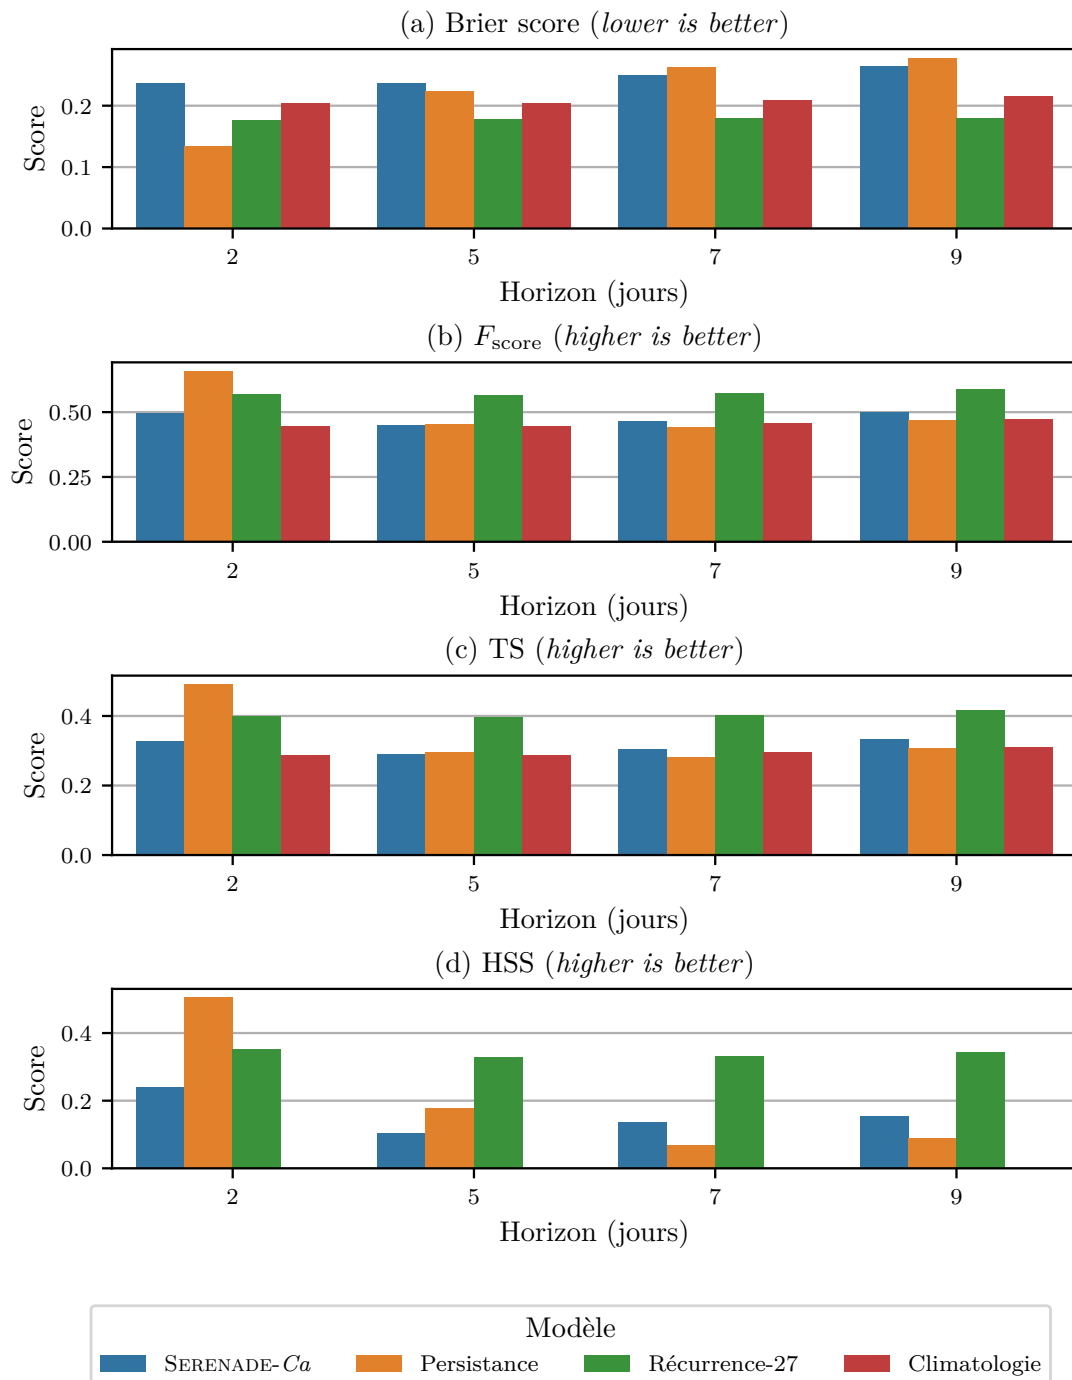 (a) Brier score (lower is better)
Score
0.2
0.1
0.0
2 5 7 9
Horizon (jours)
(b) Fscore (higher is better)
Score
0.50
0.25
0.00
2 5 7 9
Horizon (jours)
(c) TS (higher is better)
Score
0.4
0.2
0.0
2 5 7 9
Horizon (jours)
(d) HSS (higher is better)
Score
0.4
0.2
0.0
2 5 7 9
Horizon (jours)
Modèle
SERENADE-Ca Persistance Récurrence-27 Climatologie